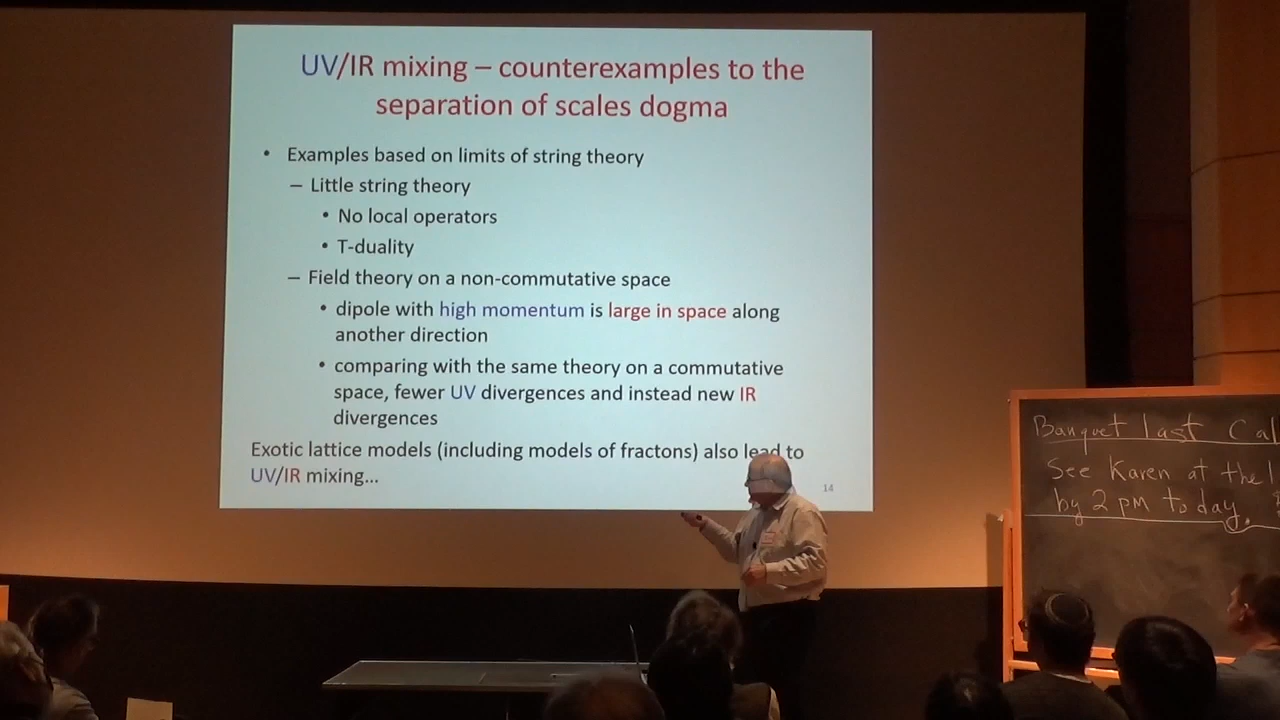 UV/IR mixing – counterexamples to the
separation of scales dogma
• Examples based on limits of string theory
– Little string theory
• No local operators
• T-duality
– Field theory on a non-commutative space
• dipole with high momentum is large in space along
another direction
• comparing with the same theory on a commutative
space, fewer UV divergences and instead new IR
divergences
Exotic lattice models (including models of fractons) also lead to
UV/IR mixing...
14
Banquet last
See Karen at the
by 2 pm today.